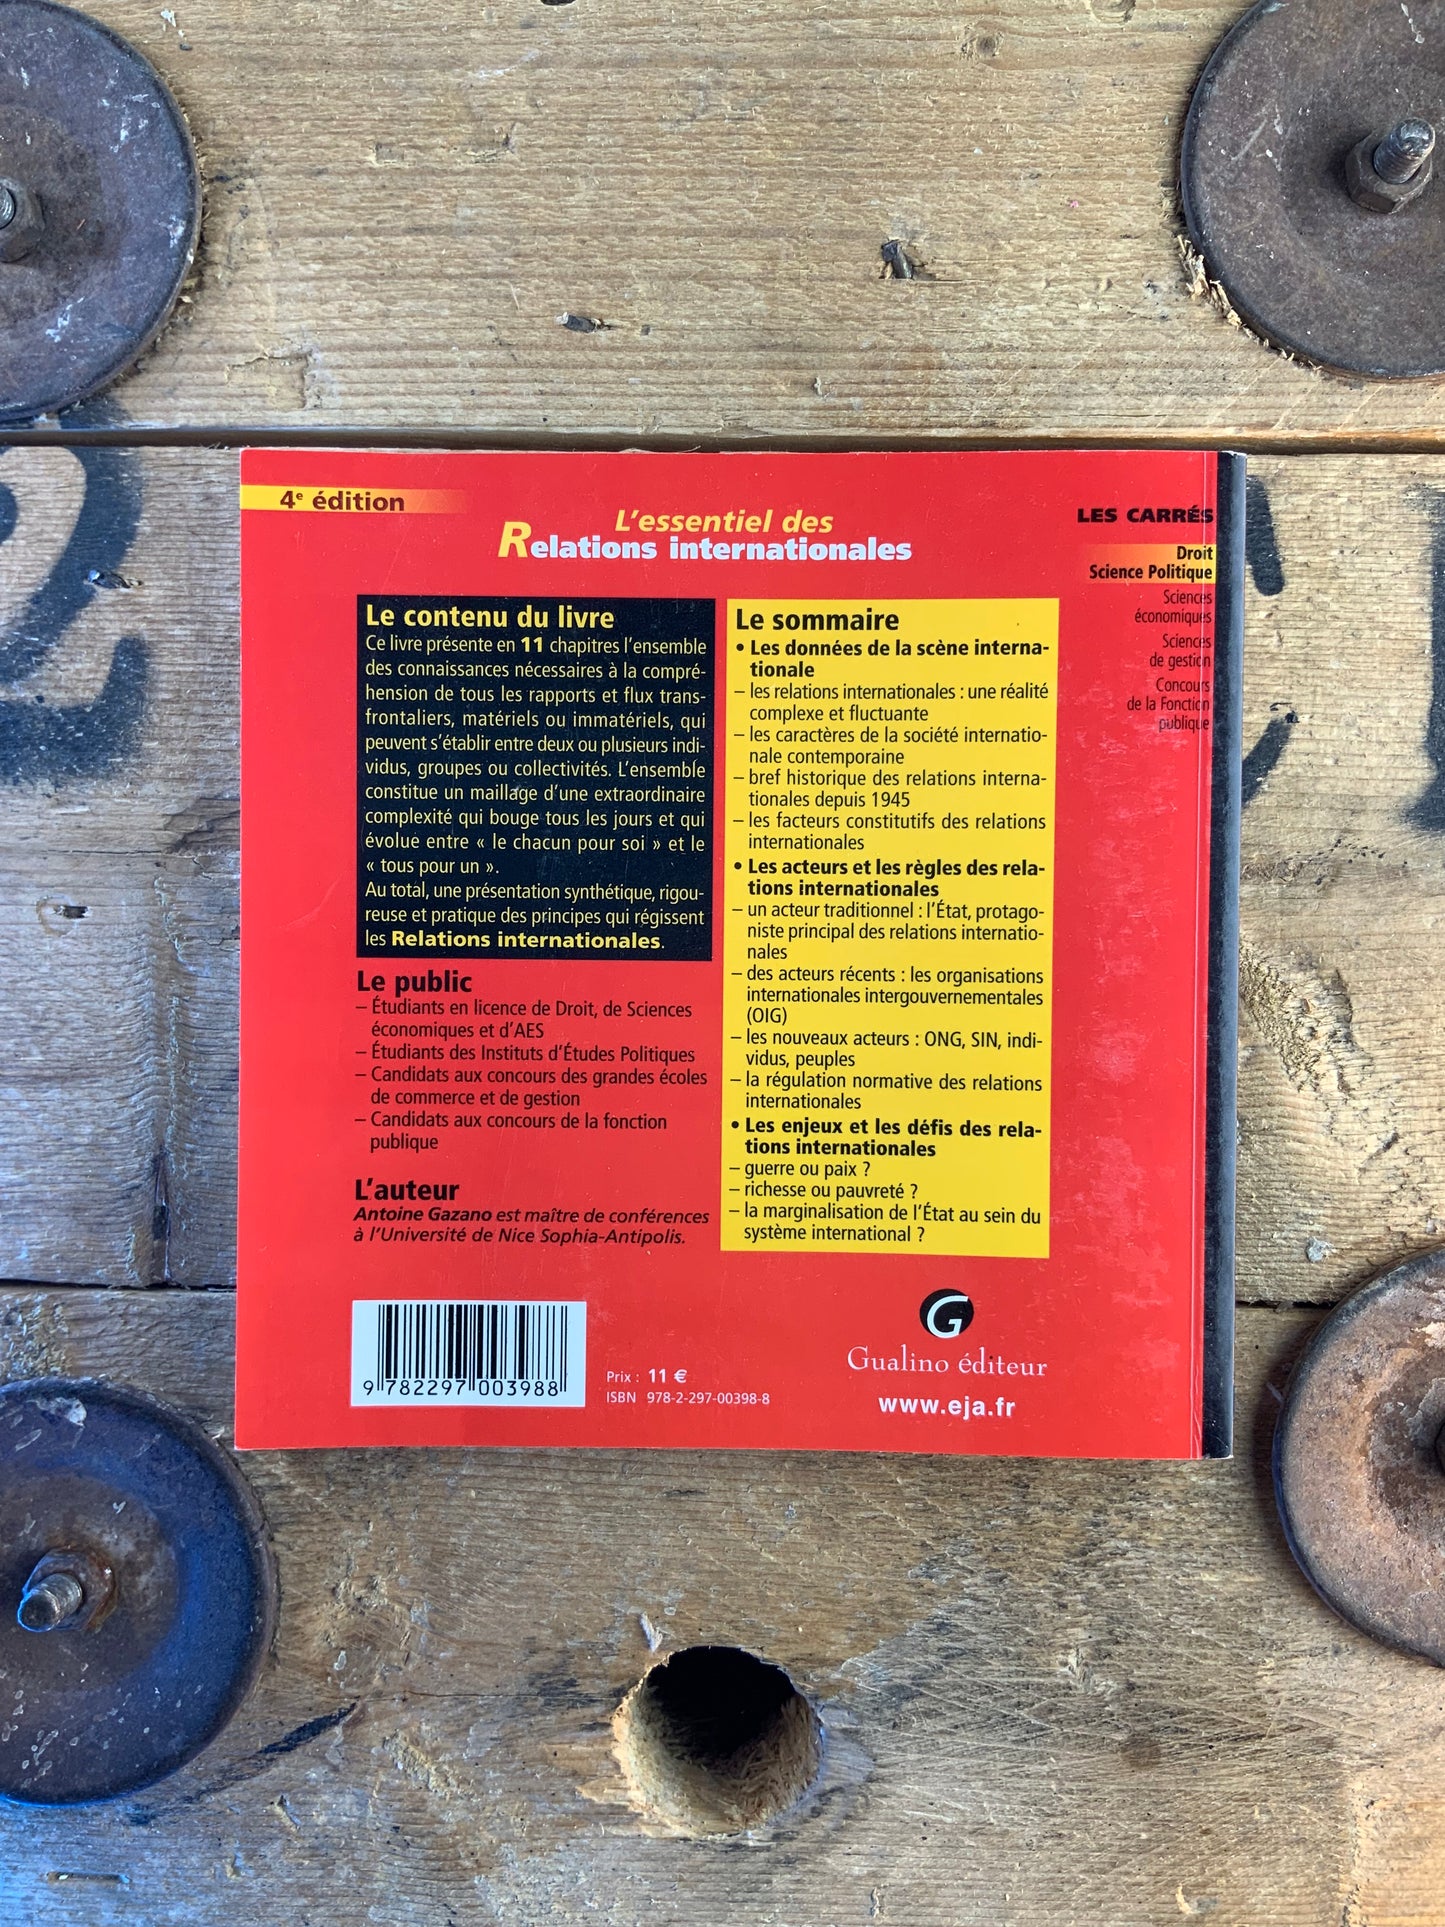 4e édition
L'essentiel des
Relations internationales
LES CARRÉS
Droit
Science Politique
Sciences
économiques
Sciences
de gestion
Concours
de la Fonction
publique
Le contenu du livre
Ce livre présente en 11 chapitres l'ensemble
des connaissances nécessaires à la compré-
hension de tous les rapports et flux trans-
frontaliers, matériels ou immatériels, qui
peuvent s'établir entre deux ou plusieurs indi-
vidus, groupes ou collectivités. L'ensemble
constitue un maillage d'une extraordinaire
complexité qui bouge tous les jours et qui
évolue entre « le chacun pour soi » et le
« tous pour un ».
Au total, une présentation synthétique, rigou-
reuse et pratique des principes qui régissent
les Relations internationales.
Le public
– Étudiants en licence de Droit, de Sciences
économiques et d'AES
– Étudiants des Instituts d'Études Politiques
– Candidats aux concours des grandes écoles
de commerce et de gestion
– Candidats aux concours de la fonction
publique
L'auteur
Antoine Gazano est maître de conférences
à l'Université de Nice Sophia-Antipolis.
Le sommaire
• Les données de la scène interna-
tionale
– les relations internationales : une réalité
complexe et fluctuante
– les caractères de la société internatio-
nale contemporaine
– bref historique des relations interna-
tionales depuis 1945
– les facteurs constitutifs des relations
internationales
• Les acteurs et les règles des rela-
tions internationales
– un acteur traditionnel : l'État, protago-
niste principal des relations internatio-
nales
– des acteurs récents : les organisations
internationales intergouvernementales
(OIG)
– les nouveaux acteurs : ONG, SIN, indi-
vidus, peuples
– la régulation normative des relations
internationales
• Les enjeux et les défis des rela-
tions internationales
– guerre ou paix ?
– richesse ou pauvreté ?
– la marginalisation de l'État au sein du
système international ?
9 782297 003988
Prix : 11 €
ISBN 978-2-297-00398-8
G
Gualino éditeur
www.eja.fr